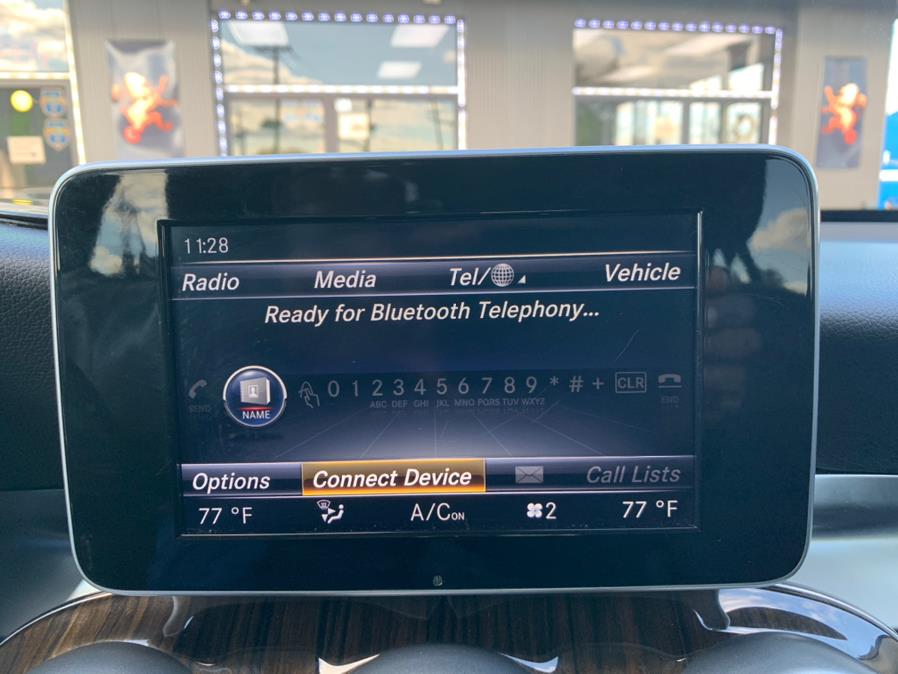 11:28
Radio Media Tel/ Vehicle
Ready for Bluetooth Telephony...
SEND NAME 0 1 2 3 4 5 6 7 8 9 * # + CLR END
ABC DEF GHI JKL MNO PQRS TUV WXYZ
Options Connect Device Call Lists
77 °F A/C ON 2 77 °F